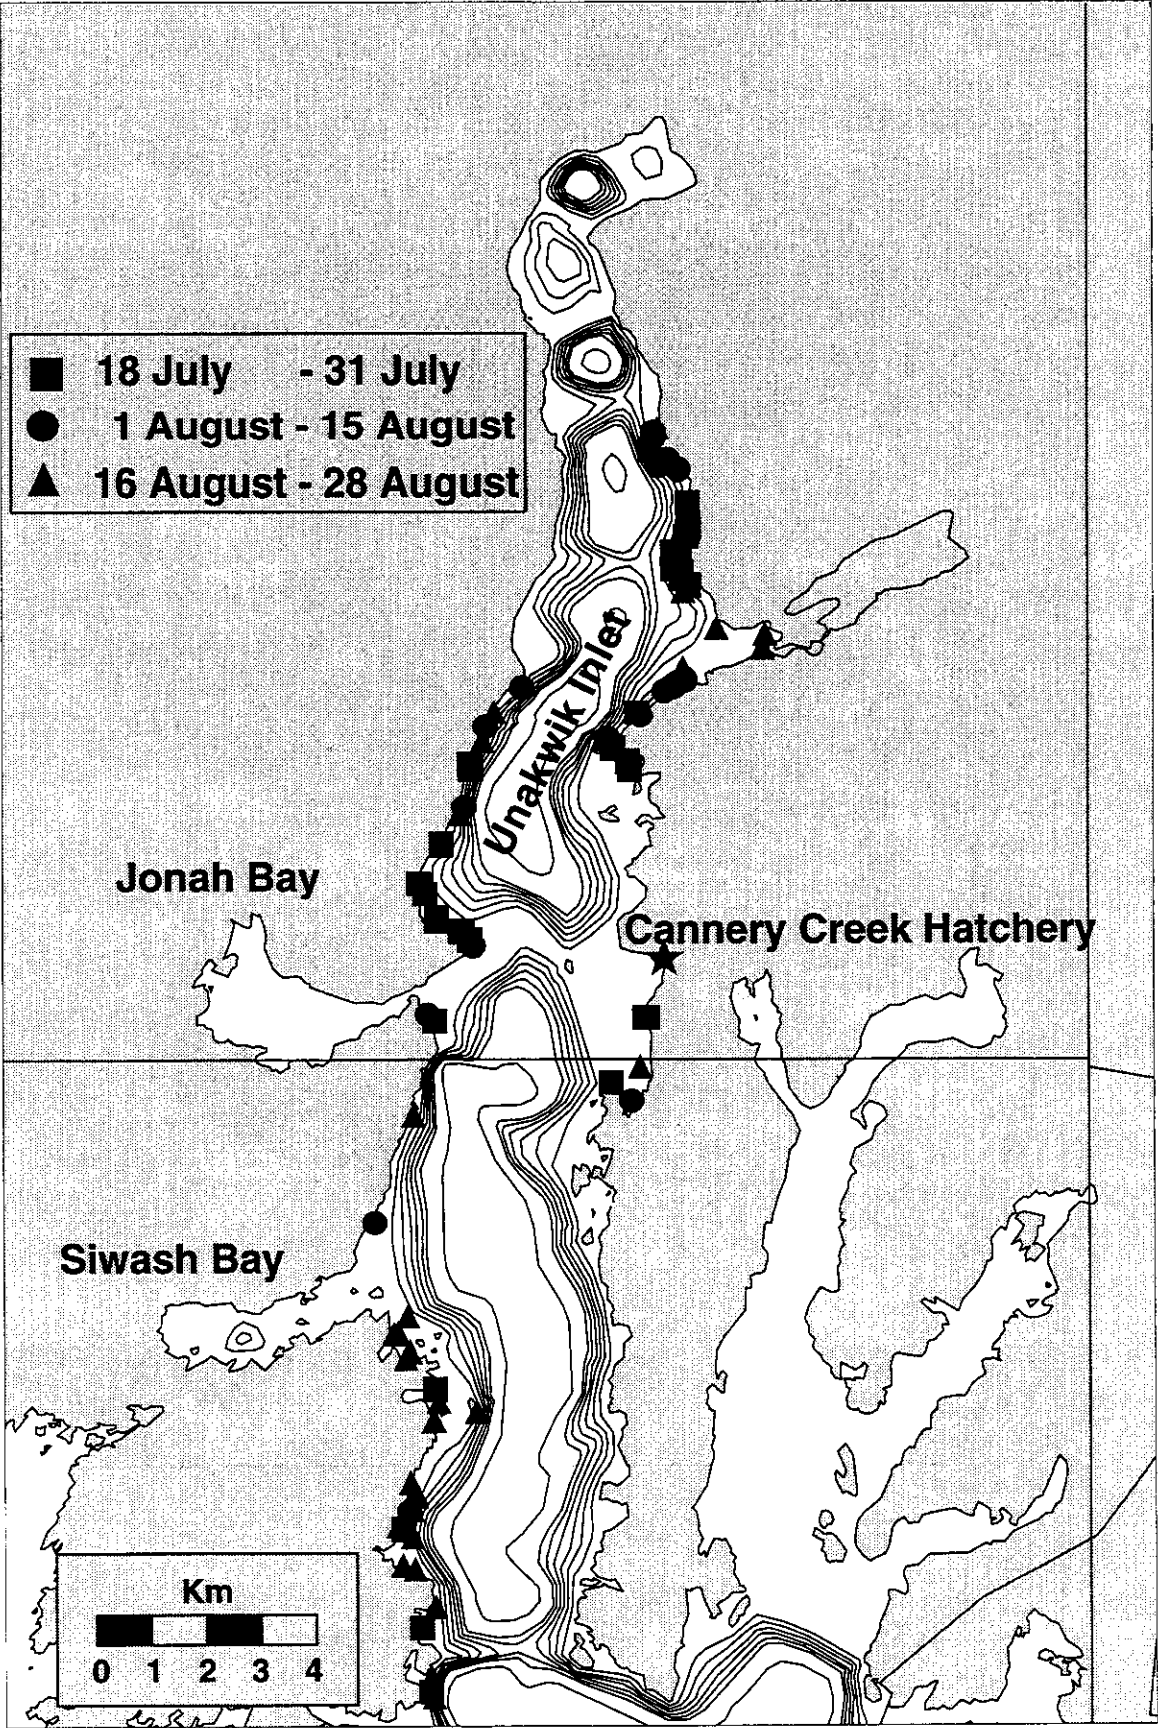 18 July - 31 July
1 August - 15 August
16 August - 28 August
Unakwik Inlet
Jonah Bay
Cannery Creek Hatchery
Siwash Bay
Km
0 1 2 3 4